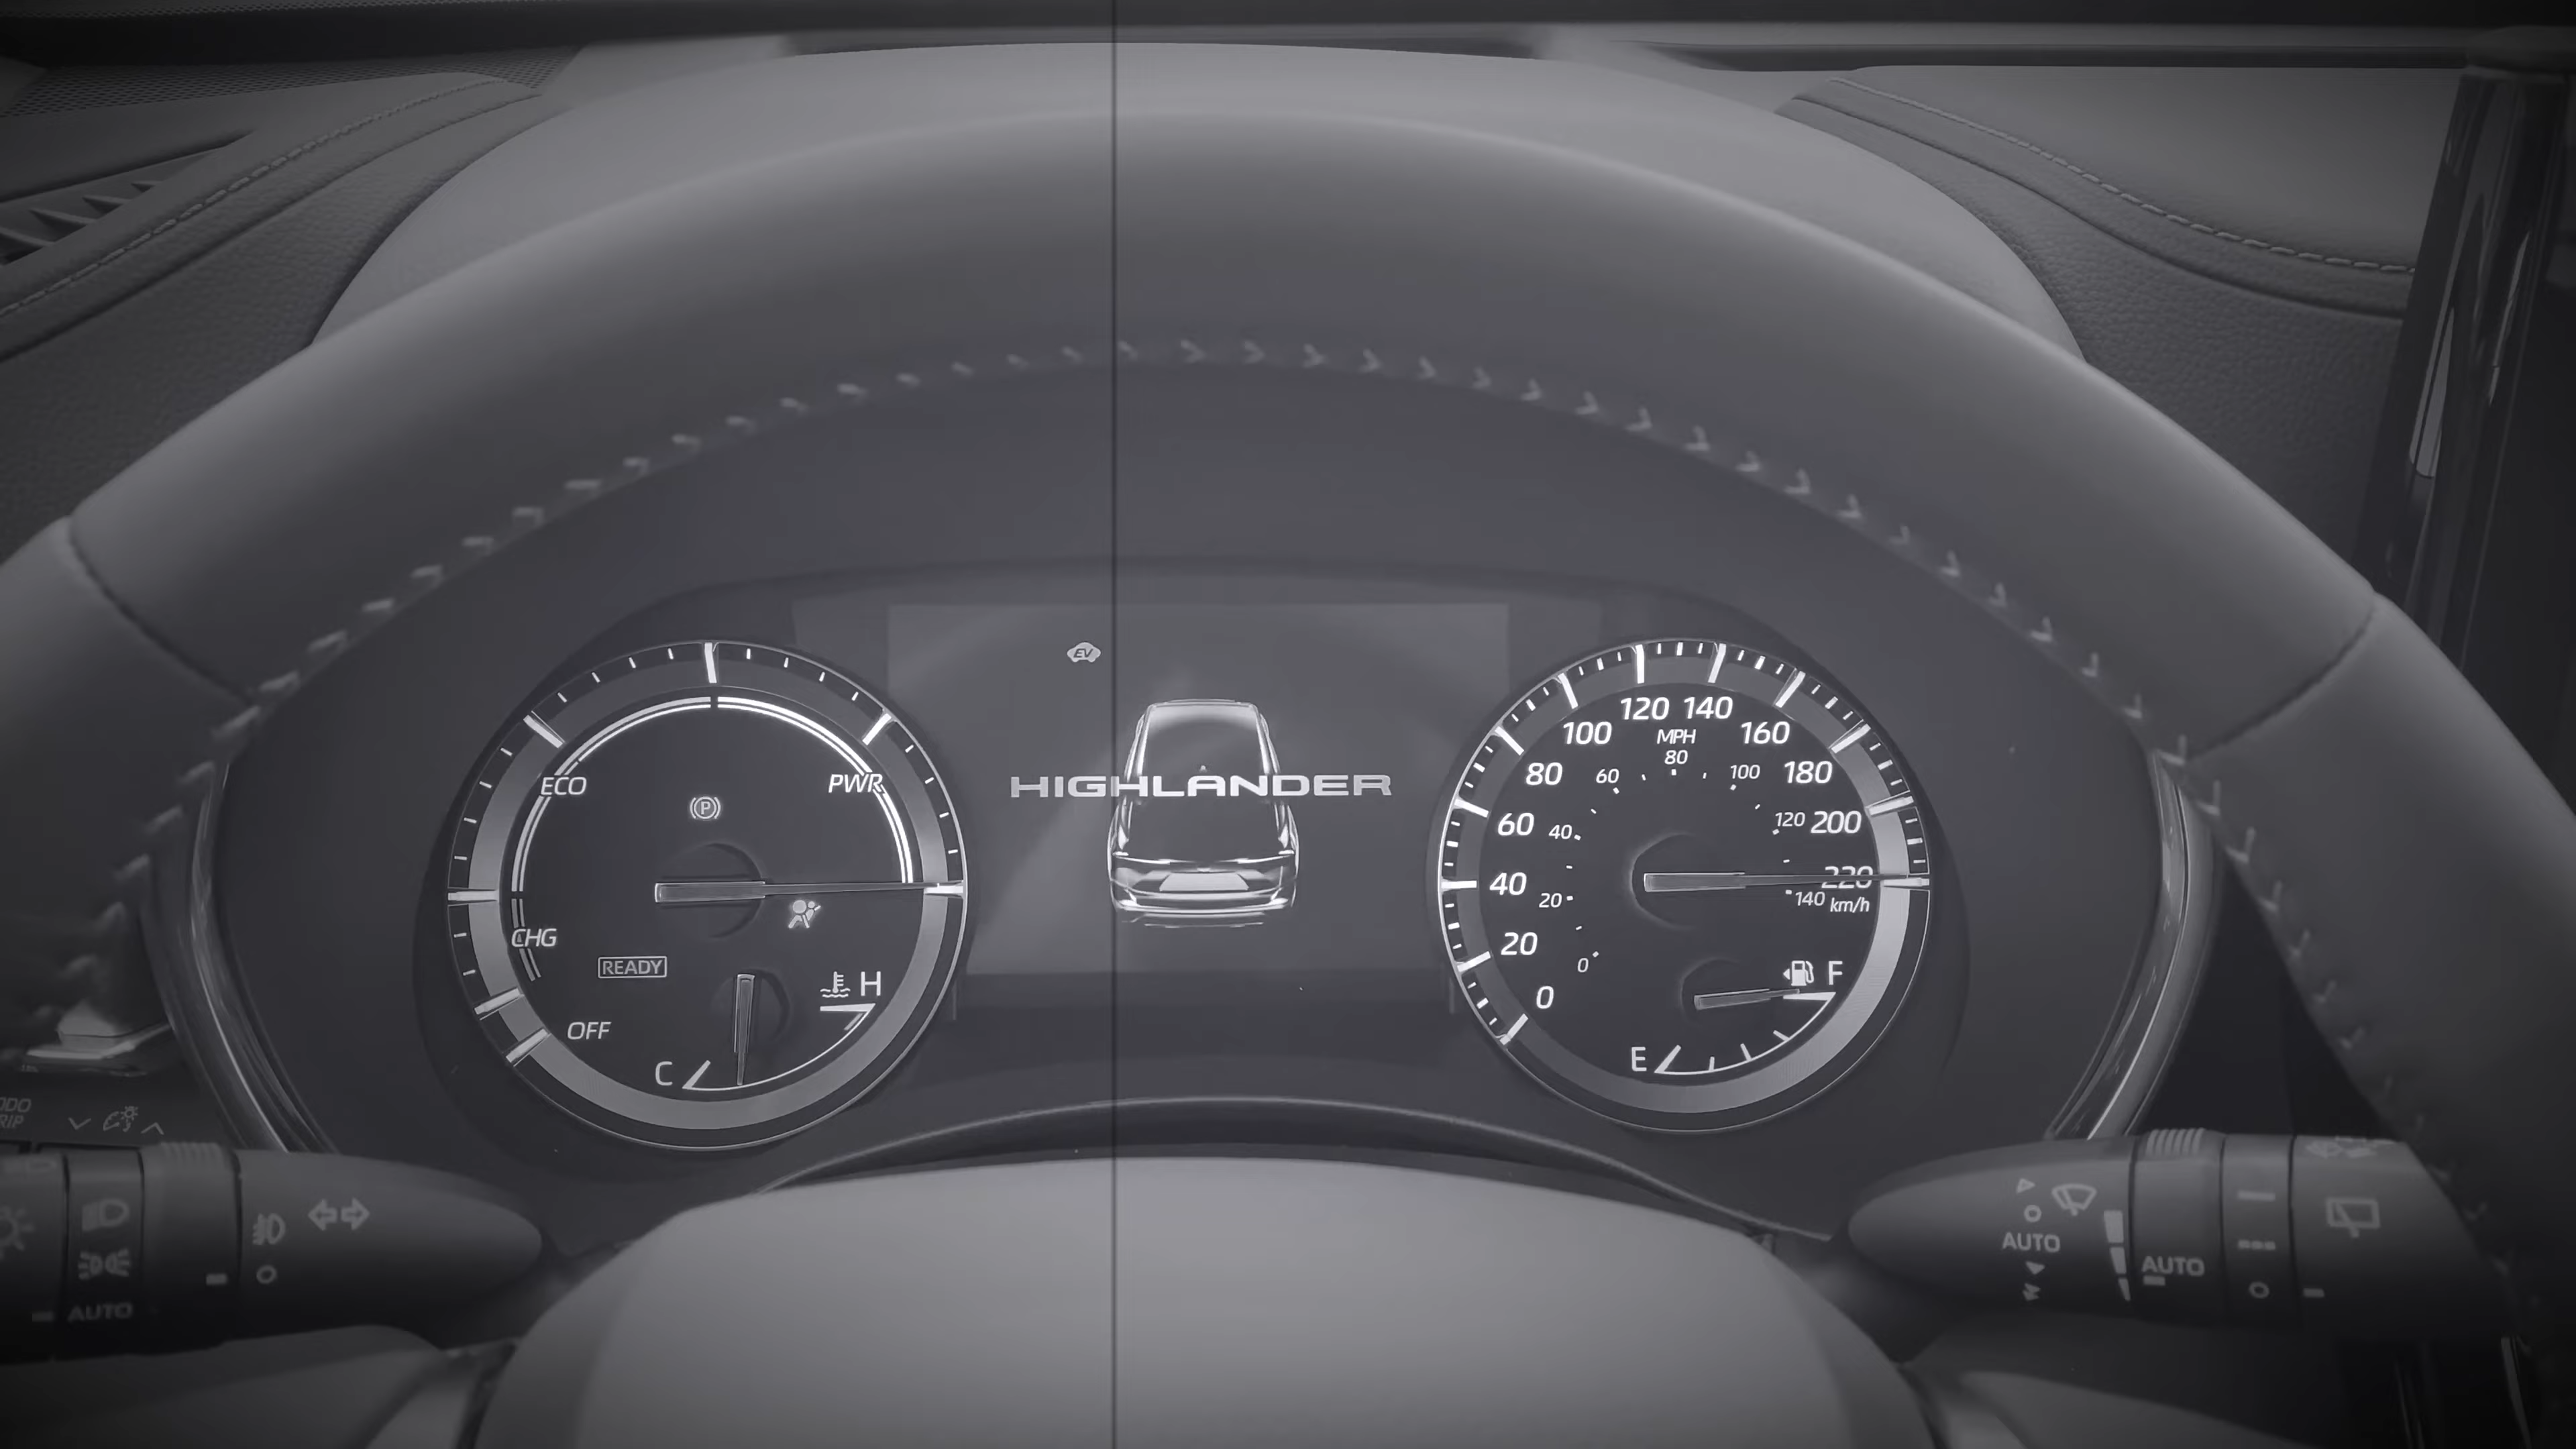 EV
HIGHLANDER
ECO
PWR
P
CHG
READY
H
OFF
C
120 140
100 160
MPH
80 180
80
60 100
60 200
40 120
40 220
20 140 km/h
20
0
0
F
E
AUTO
AUTO
AUTO